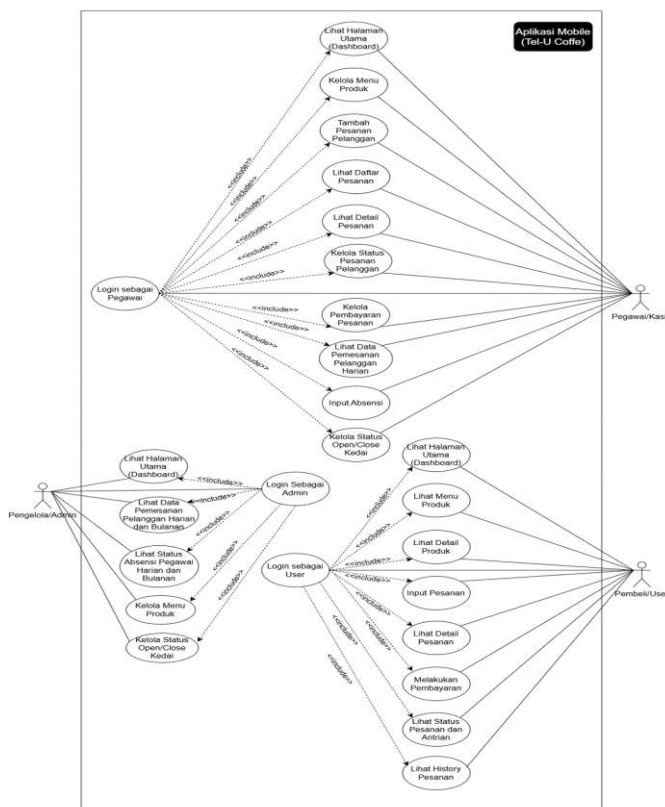 Aplikasi Mobile
(Tel-U Coffe)
Lihat Halaman
Utama
(Dashboard)
<<include>>
Kelola Menu
Produk
<<include>>
Tambah
Pesanan
Pelanggan
<<include>>
Lihat Daftar
Pesanan
<<include>>
Lihat Detail
Pesanan
<<include>>
Kelola Status
Pesanan
Pelanggan
<<include>>
Login sebagai
Pegawai
Pegawai/Kasi
Kelola
Pembayaran
Pesanan
<<include>>
Lihat Data
Pemesanan
Pelanggan
Harian
<<include>>
Input Absensi
<<include>>
Kelola Status
Open/Close
Kedai
<<include>>
Lihat Halaman
Utama
(Dashboard)
<<include>>
Login Sebagai
Admin
Pengelola/Admin
Lihat Data
Pemesanan
Pelanggan Harian
dan Bulanan
<<include>>
Lihat Status
Absensi Pegawai
Harian dan
Bulanan
<<include>>
Kelola Menu
Produk
<<include>>
Kelola Status
Open/Close
Kedai
<<include>>
Lihat Halaman
Utama
(Dashboard)
<<include>>
Lihat Menu
Produk
<<include>>
Lihat Detail
Produk
<<include>>
Login sebagai
User
Input Pesanan
<<include>>
Pembeli/User
Lihat Detail
Pesanan
<<include>>
Melakukan
Pembayaran
<<include>>
Lihat Status
Pesanan dan
Antrian
<<include>>
Lihat History
Pesanan
<<include>>